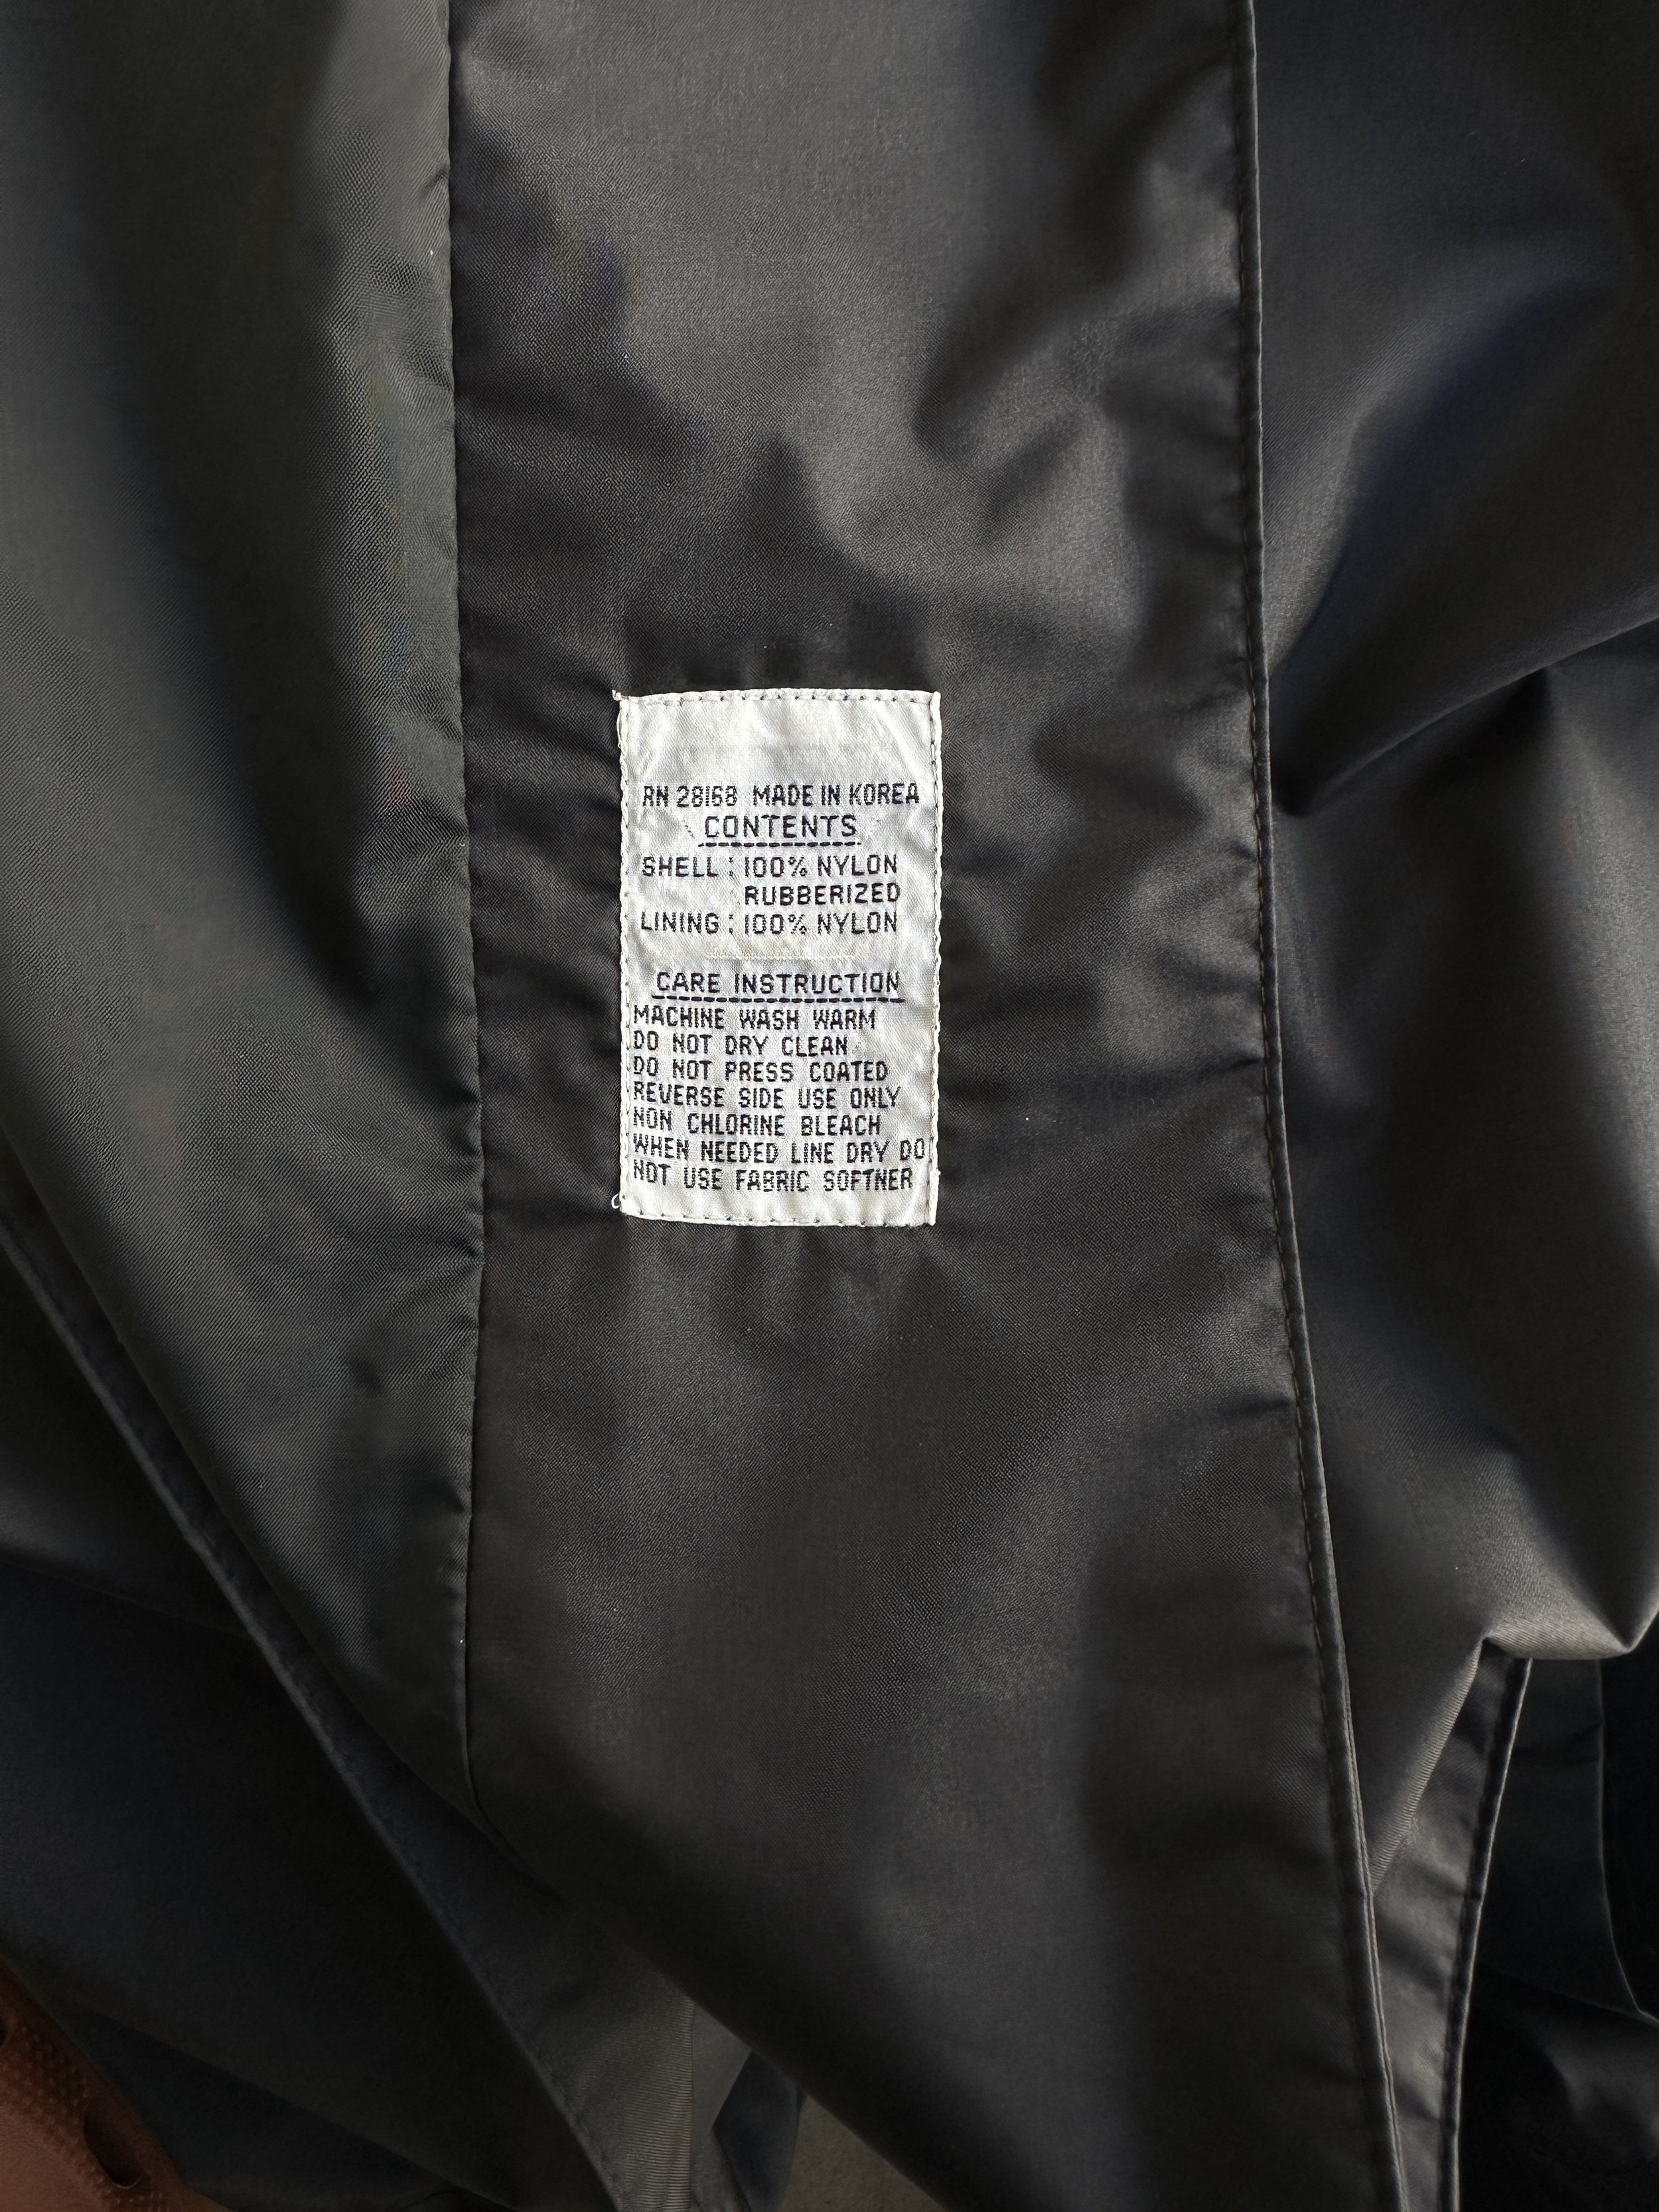 RN 28168 MADE IN KOREA
CONTENTS
SHELL : 100% NYLON
RUBBERIZED
LINING : 100% NYLON
CARE INSTRUCTION
MACHINE WASH WARM
DO NOT DRY CLEAN
DO NOT PRESS COATED
REVERSE SIDE USE ONLY
NON CHLORINE BLEACH
WHEN NEEDED LINE DRY DO
NOT USE FABRIC SOFTNER